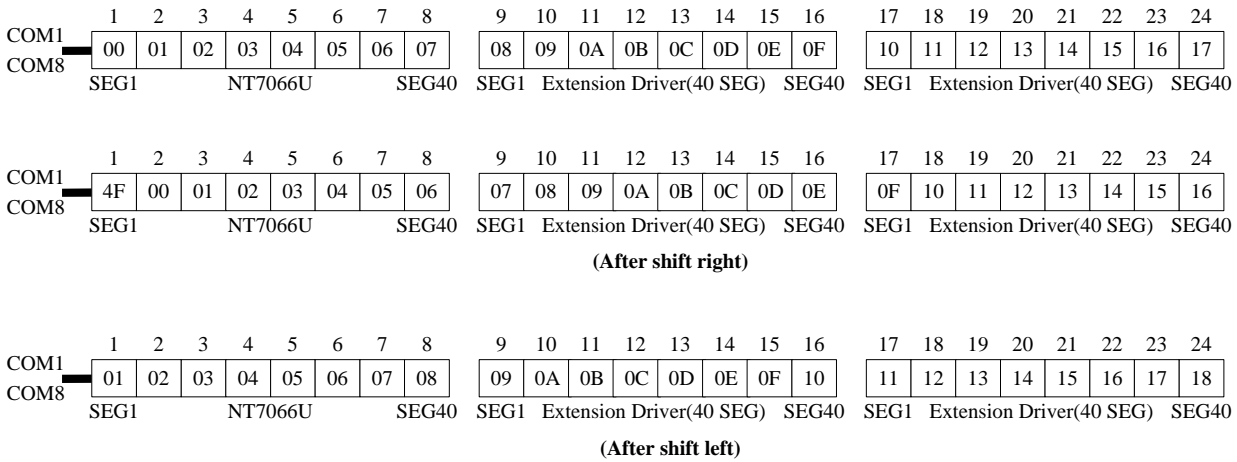 1 2 3 4 5 6 7 8 9 10 11 12 13 14 15 16 17 18 19 20 21 22 23 24
COM1
00 01 02 03 04 05 06 07 08 09 0A 0B 0C 0D 0E 0F 10 11 12 13 14 15 16 17
COM8
SEG1 NT7066U SEG40 SEG1 Extension Driver(40 SEG) SEG40 SEG1 Extension Driver(40 SEG) SEG40
1 2 3 4 5 6 7 8 9 10 11 12 13 14 15 16 17 18 19 20 21 22 23 24
COM1
4F 00 01 02 03 04 05 06 07 08 09 0A 0B 0C 0D 0E 0F 10 11 12 13 14 15 16
COM8
SEG1 NT7066U SEG40 SEG1 Extension Driver(40 SEG) SEG40 SEG1 Extension Driver(40 SEG) SEG40
(After shift right)
1 2 3 4 5 6 7 8 9 10 11 12 13 14 15 16 17 18 19 20 21 22 23 24
COM1
01 02 03 04 05 06 07 08 09 0A 0B 0C 0D 0E 0F 10 11 12 13 14 15 16 17 18
COM8
SEG1 NT7066U SEG40 SEG1 Extension Driver(40 SEG) SEG40 SEG1 Extension Driver(40 SEG) SEG40
(After shift left)